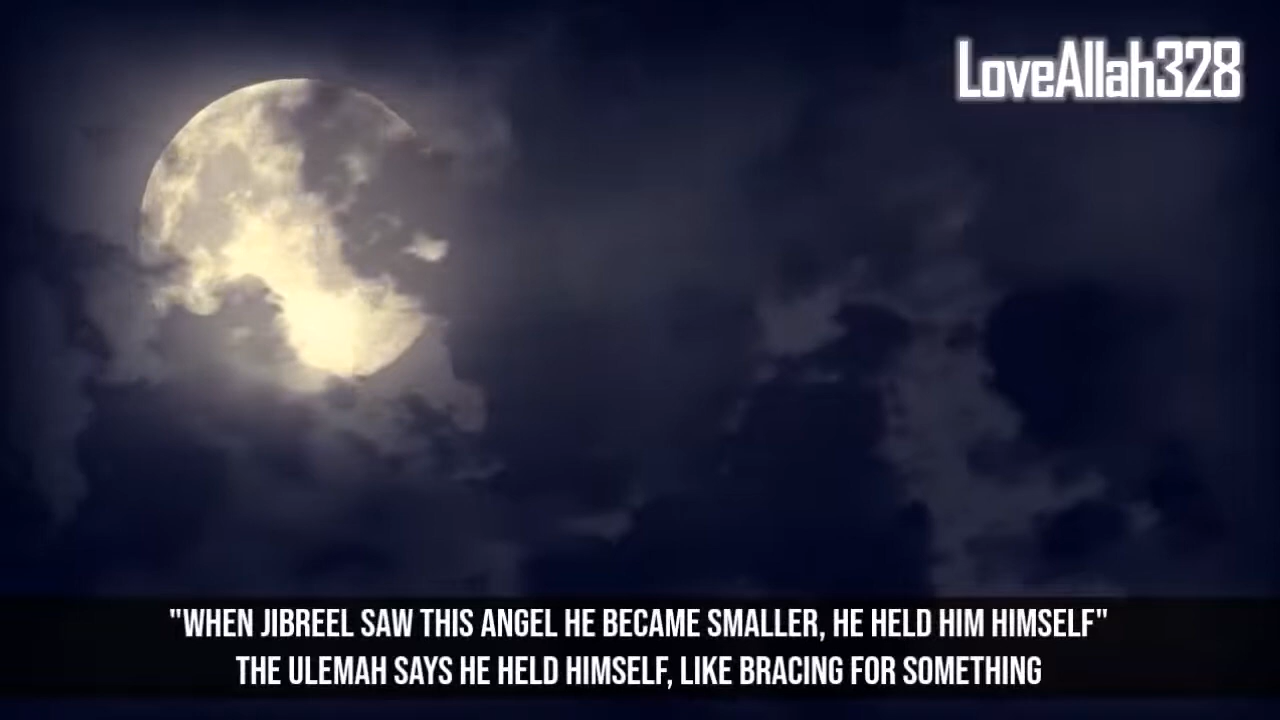 LoveAllah328
"WHEN JIBREEL SAW THIS ANGEL HE BECAME SMALLER, HE HELD HIM HIMSELF"
THE ULEMAH SAYS HE HELD HIMSELF, LIKE BRACING FOR SOMETHING